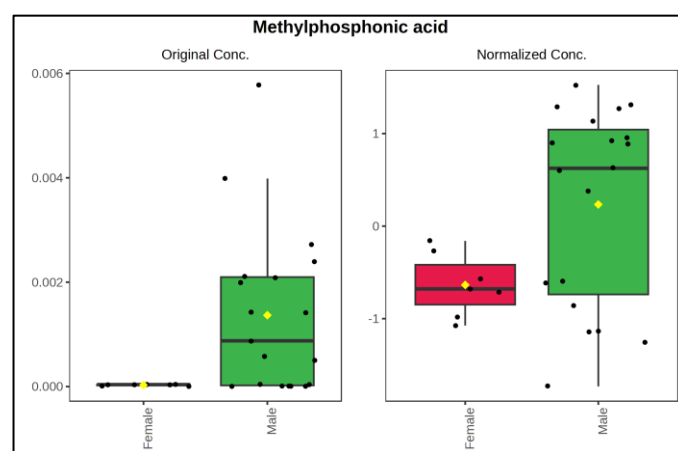 Methylphosphonic acid
Original Conc.
Normalized Conc.
0.006
0.004
0.002
0.000
1
0
-1
Female
Male
Female
Male